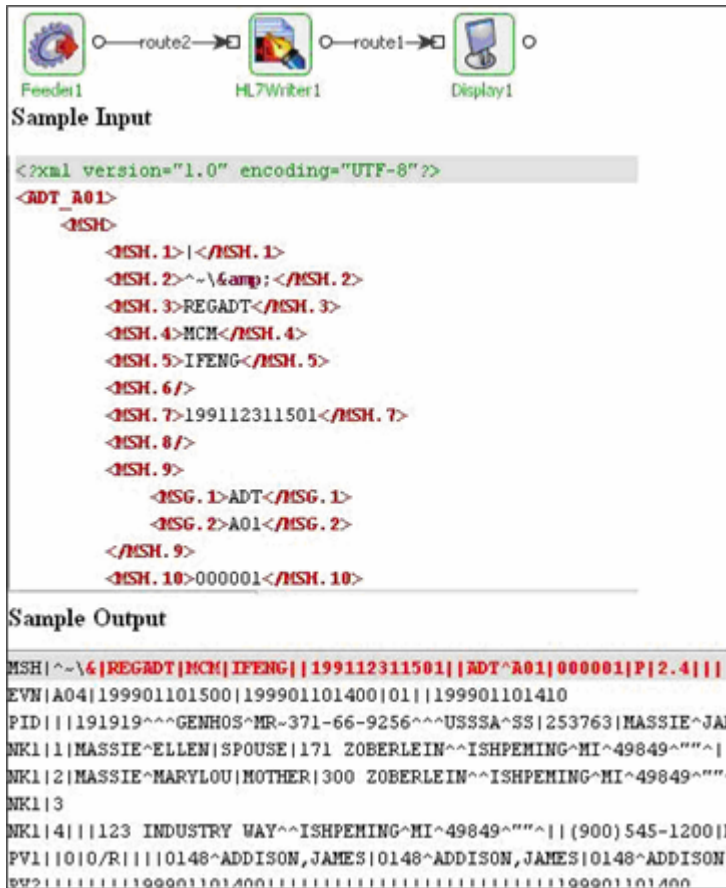 route2
route1
Feeder1
HL7Writer1
Display1
Sample Input
<?xml version="1.0" encoding="UTF-8"?>
<ADT_A01>
<MSH>
<MSH.1>|</MSH.1>
<MSH.2>^~\&amp;</MSH.2>
<MSH.3>REGADT</MSH.3>
<MSH.4>MCM</MSH.4>
<MSH.5>IFENG</MSH.5>
<MSH.6/>
<MSH.7>199112311501</MSH.7>
<MSH.8/>
<MSH.9>
<MSG.1>ADT</MSG.1>
<MSG.2>A01</MSG.2>
</MSH.9>
<MSH.10>000001</MSH.10>
Sample Output
MSH|^~\&|REGADT|MCM|IFENG||199112311501||ADT^A01|000001|P|2.4|||
EVN|A04|199901101500|199901101400|01||199901101410
PID|||191919^^^GENHOS^MR~371-66-9256^^^USSSA^SS|253763|MASSIE^JA
NK1|1|MASSIE^ELLEN|SPOUSE|171 ZOBERLEIN^^ISHPEMING^MI^49849^""^|
NK1|2|MASSIE^MARYLOU|MOTHER|300 ZOBERLEIN^^ISHPEMING^MI^49849^""^
NK1|3
NK1|4|||123 INDUSTRY WAY^^ISHPEMING^MI^49849^""^||(900)545-1200|
PV1||0|0/R||||0148^ADDISON,JAMES|0148^ADDISON,JAMES|0148^ADDISON
PV2||||||||199901101400||||||||||||||||||||||||||199901101400